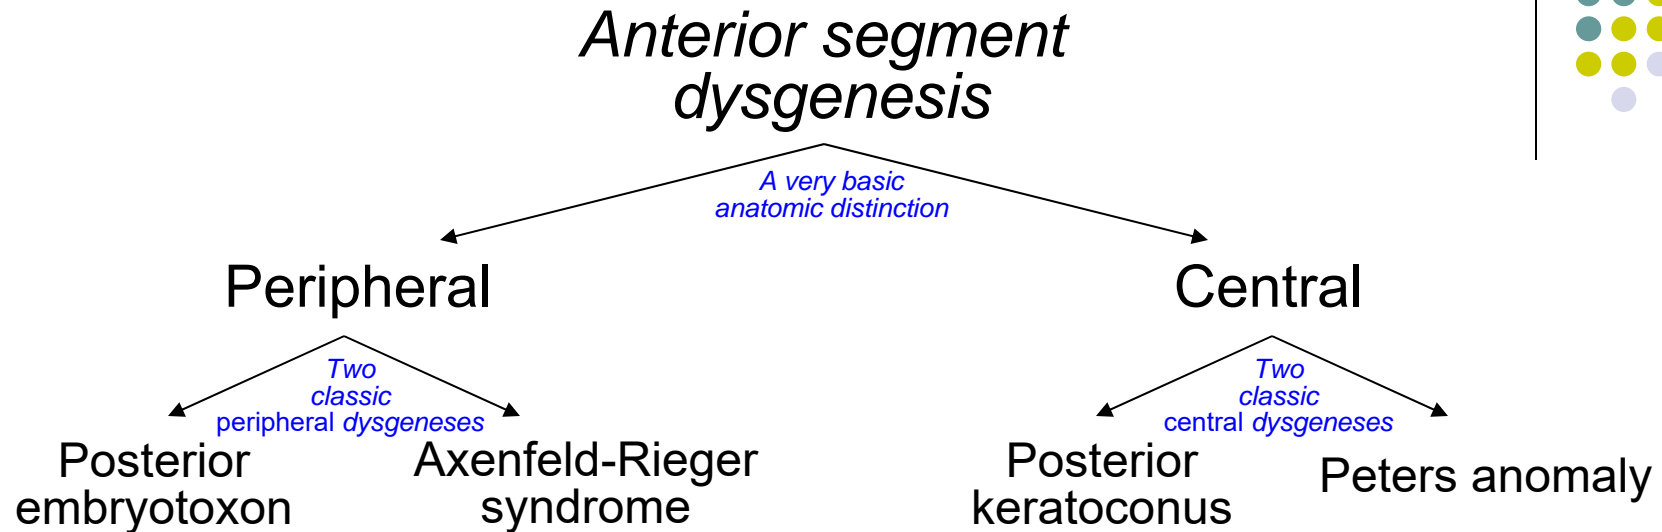 Anterior segment
dysgenesis
A very basic
anatomic distinction
Peripheral
Central
Two
classic
peripheral dysgeneses
Two
classic
central dysgeneses
Posterior
embryotoxon
Axenfeld-Rieger
syndrome
Posterior
keratoconus
Peters anomaly